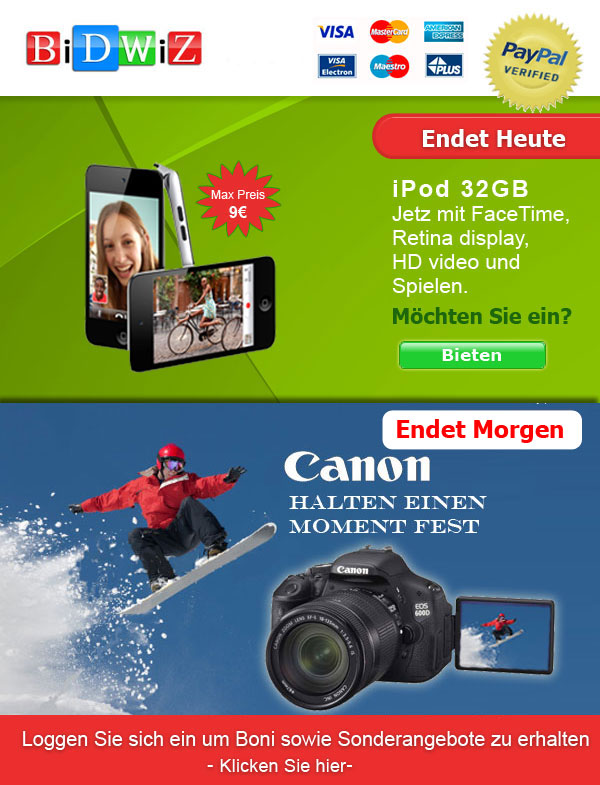 BiDWiZ
VISA MasterCard AMERICAN EXPRESS
VISA Electron Maestro PLUS
PayPal
VERIFIED
Endet Heute
Max Preis
9€
iPod 32GB
Jetz mit FaceTime,
Retina display,
HD video und
Spielen.
Möchten Sie ein?
Bieten
Endet Morgen
Canon
HALTEN EINEN
MOMENT FEST
Canon
EOS
600D
Loggen Sie sich ein um Boni sowie Sonderangebote zu erhalten
- Klicken Sie hier-